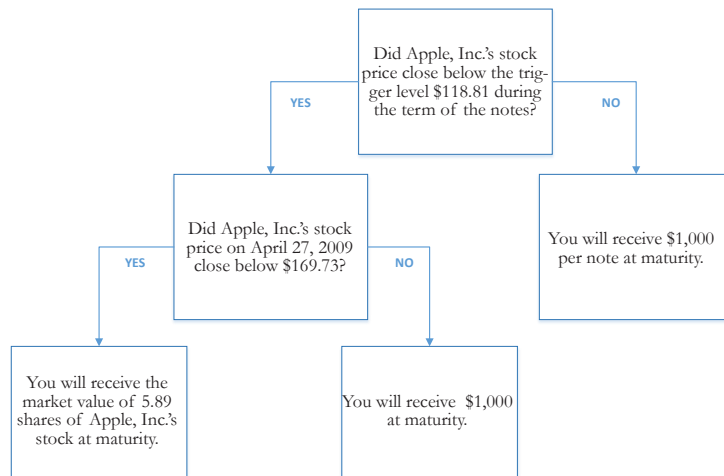 Did Apple, Inc.'s stock
price close below the trig-
ger level $118.81 during
the term of the notes?
YES
NO
Did Apple, Inc.'s stock
price on April 27, 2009
close below $169.73?
You will receive $1,000
per note at maturity.
YES
NO
You will receive the
market value of 5.89
shares of Apple, Inc.'s
stock at maturity.
You will receive $1,000
at maturity.